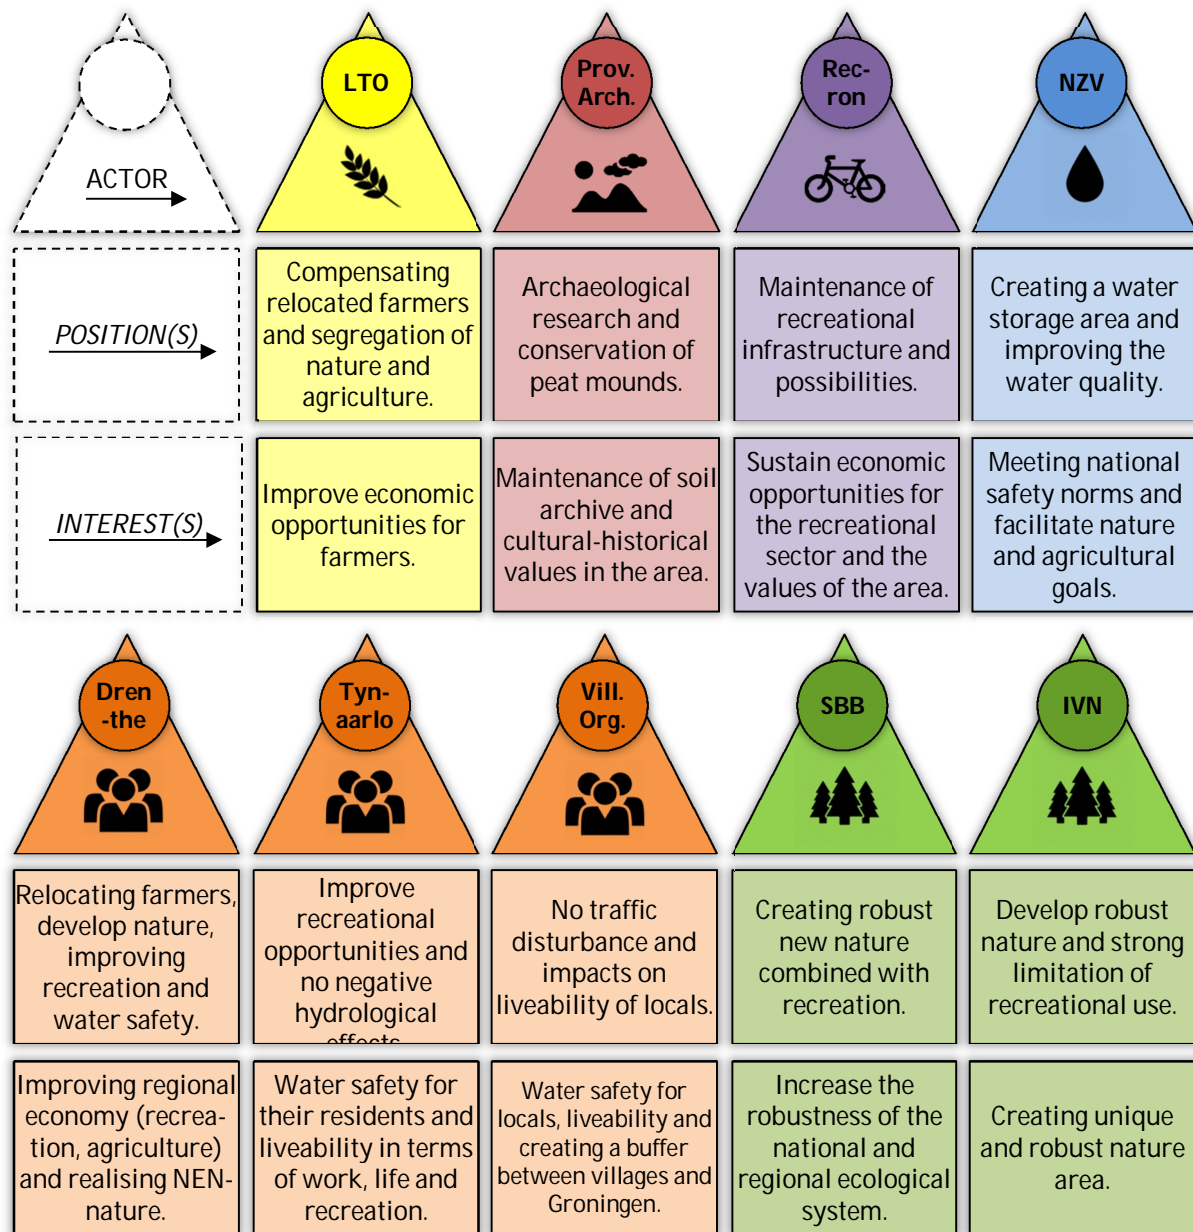 LTO
Prov.
Arch.
Rec-
ron
NZV
ACTOR
POSITION(S)
Compensating
relocated farmers
and segregation of
nature and
agriculture.
Archaeological
research and
conservation of
peat mounds.
Maintenance of
recreational
infrastructure and
possibilities.
Creating a water
storage area and
improving the
water quality.
INTEREST(S)
Improve economic
opportunities for
farmers.
Maintenance of soil
archive and
cultural-historical
values in the area.
Sustain economic
opportunities for
the recreational
sector and the
values of the area.
Meeting national
safety norms and
facilitate nature
and agricultural
goals.
Dren
-the
Tyn-
aarlo
Vill.
Org.
SBB
IVN
Relocating farmers,
develop nature,
improving
recreation and
water safety.
Improve
recreational
opportunities and
no negative
hydrological
effects.
No traffic
disturbance and
impacts on
liveability of locals.
Creating robust
new nature
combined with
recreation.
Develop robust
nature and strong
limitation of
recreational use.
Improving regional
economy (recrea-
tion, agriculture)
and realising NEN-
nature.
Water safety for
their residents and
liveability in terms
of work, life and
recreation.
Water safety for
locals, liveability and
creating a buffer
between villages and
Groningen.
Increase the
robustness of the
national and
regional ecological
system.
Creating unique
and robust nature
area.